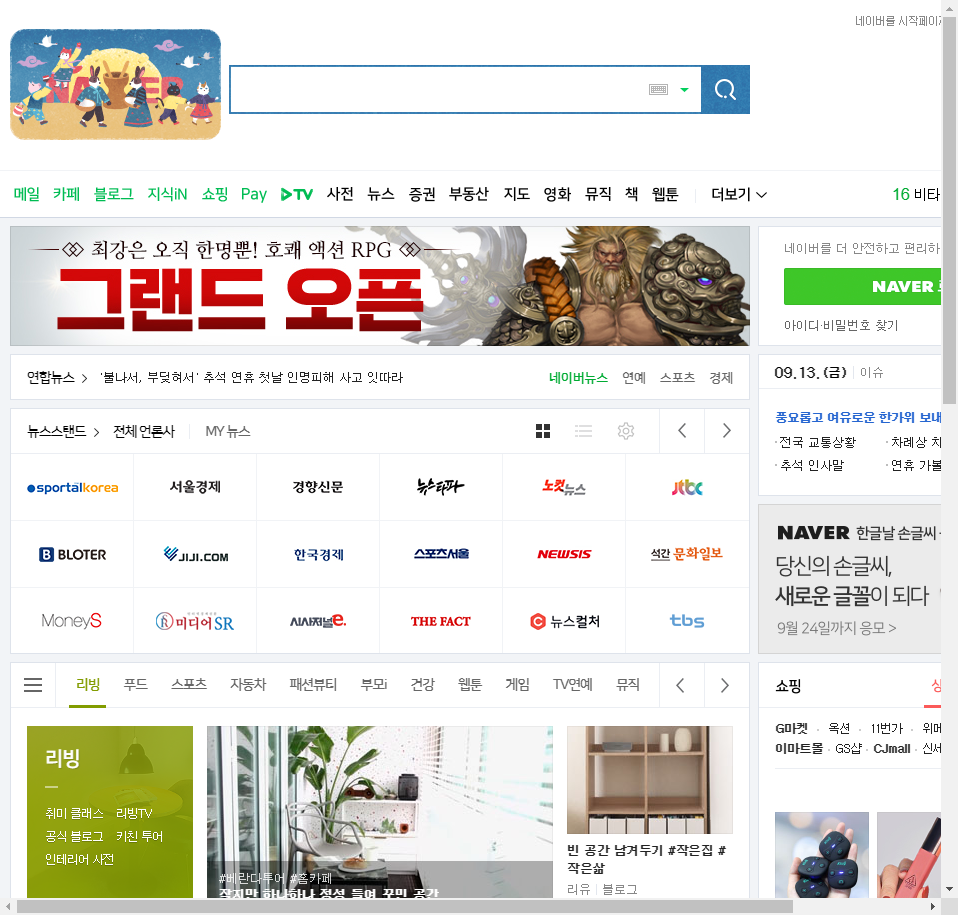 네이버를 시작페이지
NAVER
메일 카페 블로그 지식iN 쇼핑 Pay TV 사전 뉴스 증권 부동산 지도 영화 뮤직 책 웹툰 더보기
16 비타
최강은 오직 한명뿐! 호쾌 액션 RPG
그랜드 오픈
네이버를 더 안전하고 편리하
NAVER
아이디·비밀번호 찾기
연합뉴스 '불나서, 부딪혀서' 추석 연휴 첫날 인명피해 사고 잇따라
네이버뉴스 연예 스포츠 경제
09.13.(금) 이슈
풍요롭고 여유로운 한가위 보내
·전국 교통상황 ·차례상 차
·추석 인사말 ·연휴 가볼
뉴스스탠드 전체 언론사 MY 뉴스
sportalkorea 서울경제 경향신문 뉴스타파 노컷뉴스 jtbc
BLOTER JIJI.COM 한국경제 스포츠서울 NEWSIS 석간 문화일보
MoneyS 미디어SR 시사저널e. THE FACT 뉴스컬처 tbs
NAVER 한글날 손글씨
당신의 손글씨,
새로운 글꼴이 되다
9월 24일까지 응모 >
리빙 푸드 스포츠 자동차 패션뷰티 부모i 건강 웹툰 게임 TV연예 뮤직
쇼핑
G마켓 · 옥션 · 11번가 · 위메
이마트몰 · GS샵 · CJmall · 신세
리빙
취미 클래스 리빙TV
공식 블로그 키친 투어
인테리어 사전
#베란다투어 #홈카페
작지만 하나하나 정성 들여 꾸민 공간
빈 공간 남겨두기 #작은집 #
작은삶
리유 블로그